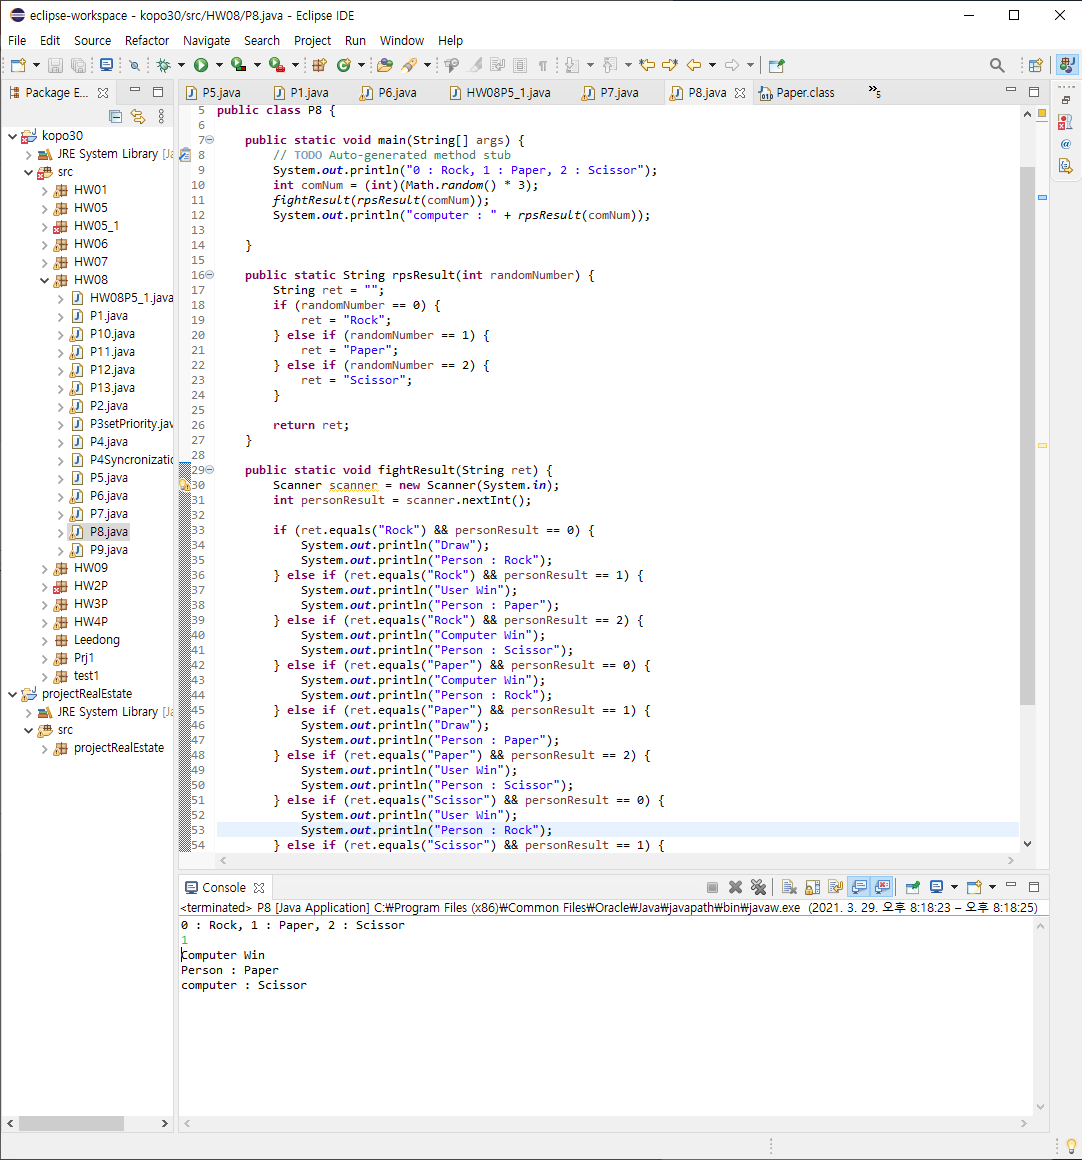 eclipse-workspace - kopo30/src/HW08/P8.java - Eclipse IDE
File Edit Source Refactor Navigate Search Project Run Window Help
Package E...
P5.java P1.java P6.java HW08P5_1.java P7.java P8.java Paper.class »5
kopo30
JRE System Library [Ja
src
HW01
HW05
HW05_1
HW06
HW07
HW08
HW08P5_1.java
P1.java
P10.java
P11.java
P12.java
P13.java
P2.java
P3setPriority.jav
P4.java
P4Syncronizatio
P5.java
P6.java
P7.java
P8.java
P9.java
HW09
HW2P
HW3P
HW4P
Leedong
Prj1
test1
projectRealEstate
JRE System Library [Ja
src
projectRealEstate
5 public class P8 {
6
7 public static void main(String[] args) {
8 // TODO Auto-generated method stub
9 System.out.println("0 : Rock, 1 : Paper, 2 : Scissor");
10 int comNum = (int)(Math.random() * 3);
11 fightResult(rpsResult(comNum));
12 System.out.println("computer : " + rpsResult(comNum));
13
14 }
15
16 public static String rpsResult(int randomNumber) {
17 String ret = "";
18 if (randomNumber == 0) {
19 ret = "Rock";
20 } else if (randomNumber == 1) {
21 ret = "Paper";
22 } else if (randomNumber == 2) {
23 ret = "Scissor";
24 }
25
26 return ret;
27 }
28
29 public static void fightResult(String ret) {
30 Scanner scanner = new Scanner(System.in);
31 int personResult = scanner.nextInt();
32
33 if (ret.equals("Rock") && personResult == 0) {
34 System.out.println("Draw");
35 System.out.println("Person : Rock");
36 } else if (ret.equals("Rock") && personResult == 1) {
37 System.out.println("User Win");
38 System.out.println("Person : Paper");
39 } else if (ret.equals("Rock") && personResult == 2) {
40 System.out.println("Computer Win");
41 System.out.println("Person : Scissor");
42 } else if (ret.equals("Paper") && personResult == 0) {
43 System.out.println("Computer Win");
44 System.out.println("Person : Rock");
45 } else if (ret.equals("Paper") && personResult == 1) {
46 System.out.println("Draw");
47 System.out.println("Person : Paper");
48 } else if (ret.equals("Paper") && personResult == 2) {
49 System.out.println("User Win");
50 System.out.println("Person : Scissor");
51 } else if (ret.equals("Scissor") && personResult == 0) {
52 System.out.println("User Win");
53 System.out.println("Person : Rock");
54 } else if (ret.equals("Scissor") && personResult == 1) {
Console
<terminated> P8 [Java Application] C:₩Program Files (x86)₩Common Files₩Oracle₩Java₩javapath₩bin₩javaw.exe (2021. 3. 29. 오후 8:18:23 – 오후 8:18:25)
0 : Rock, 1 : Paper, 2 : Scissor
1
Computer Win
Person : Paper
computer : Scissor